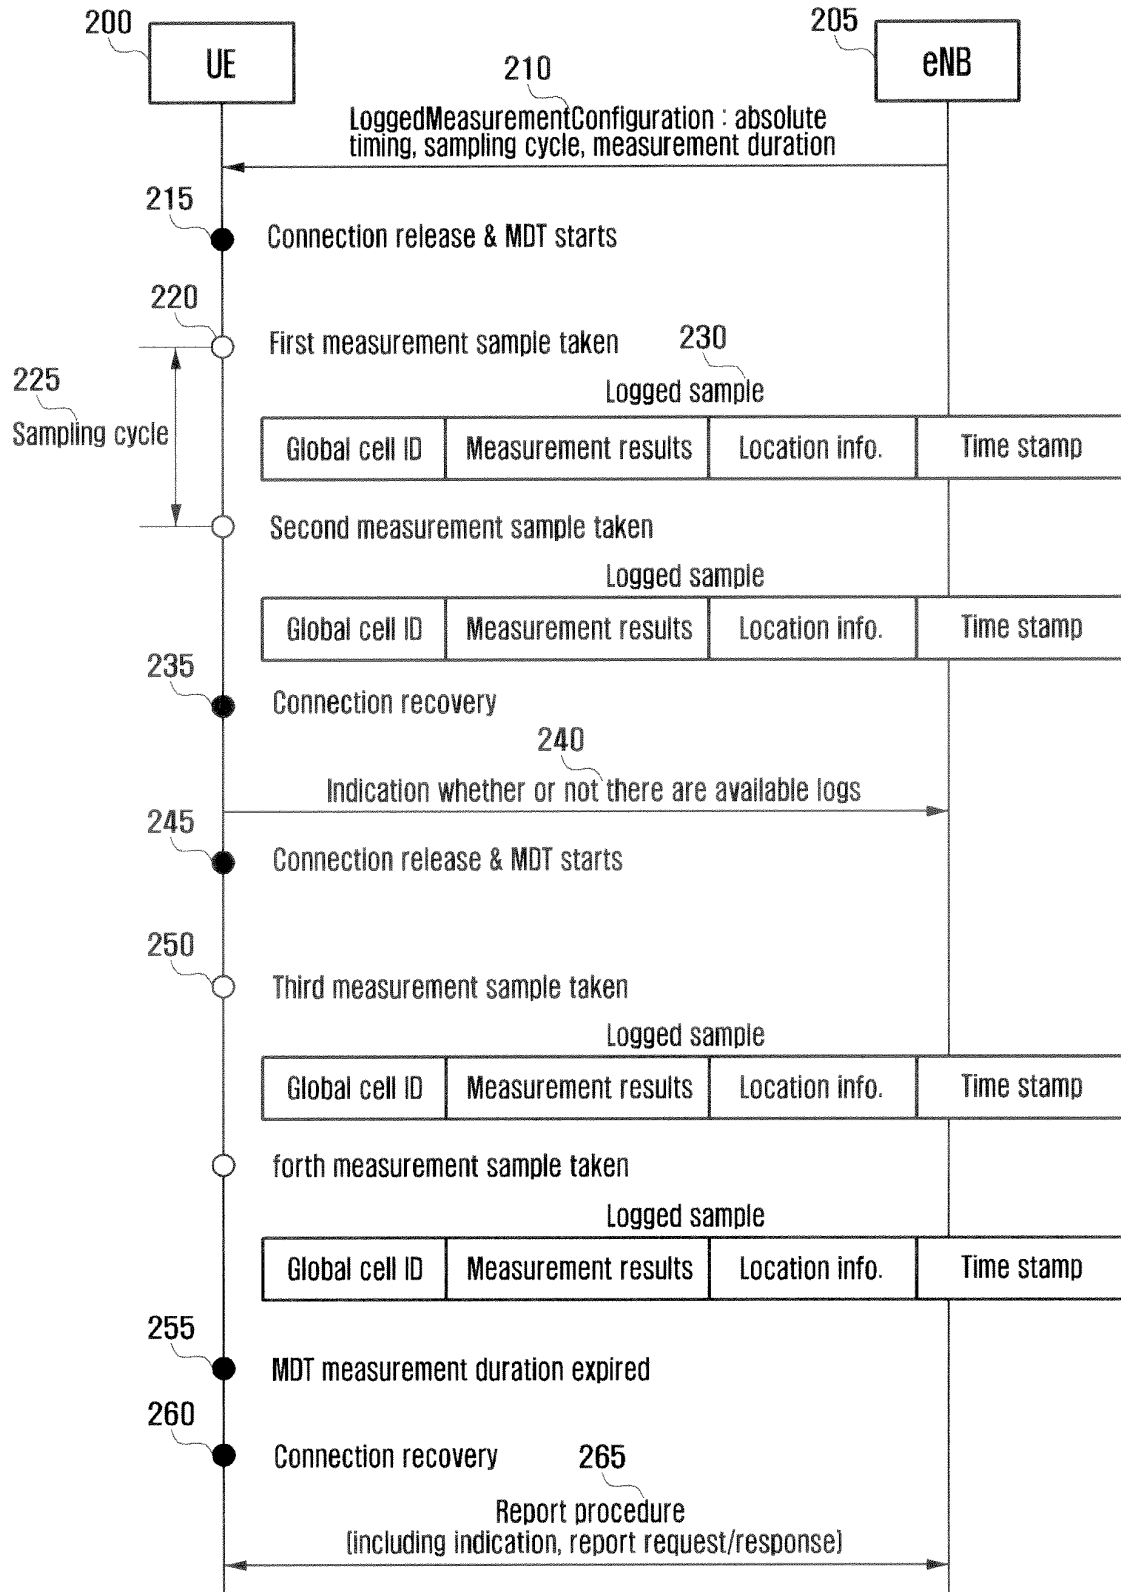 200
UE
205
eNB
210
LoggedMeasurementConfiguration : absolute
timing, sampling cycle, measurement duration
215
Connection release & MDT starts
220
First measurement sample taken
230
225
Sampling cycle
Logged sample
Global cell ID Measurement results Location info. Time stamp
Second measurement sample taken
Logged sample
Global cell ID Measurement results Location info. Time stamp
235
Connection recovery
240
Indication whether or not there are available logs
245
Connection release & MDT starts
250
Third measurement sample taken
Logged sample
Global cell ID Measurement results Location info. Time stamp
forth measurement sample taken
Logged sample
Global cell ID Measurement results Location info. Time stamp
255
MDT measurement duration expired
260
Connection recovery
265
Report procedure
(including indication, report request/response)